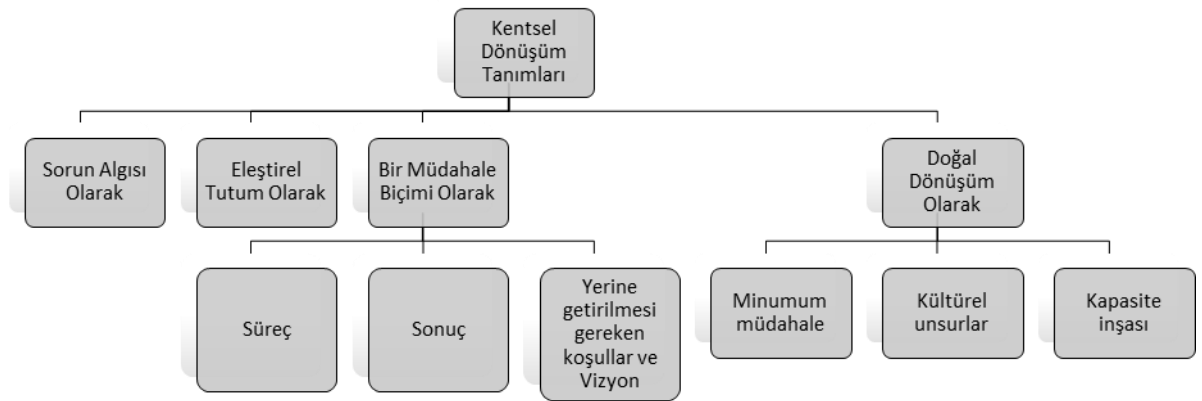 Kentsel
Dönüşüm
Tanımları
Sorun Algısı
Olarak
Eleştirel
Tutum Olarak
Bir Müdahale
Biçimi Olarak
Doğal
Dönüşüm
Olarak
Süreç
Sonuç
Yerine
getirilmesi
gereken
koşullar ve
Vizyon
Minumum
müdahale
Kültürel
unsurlar
Kapasite
inşası